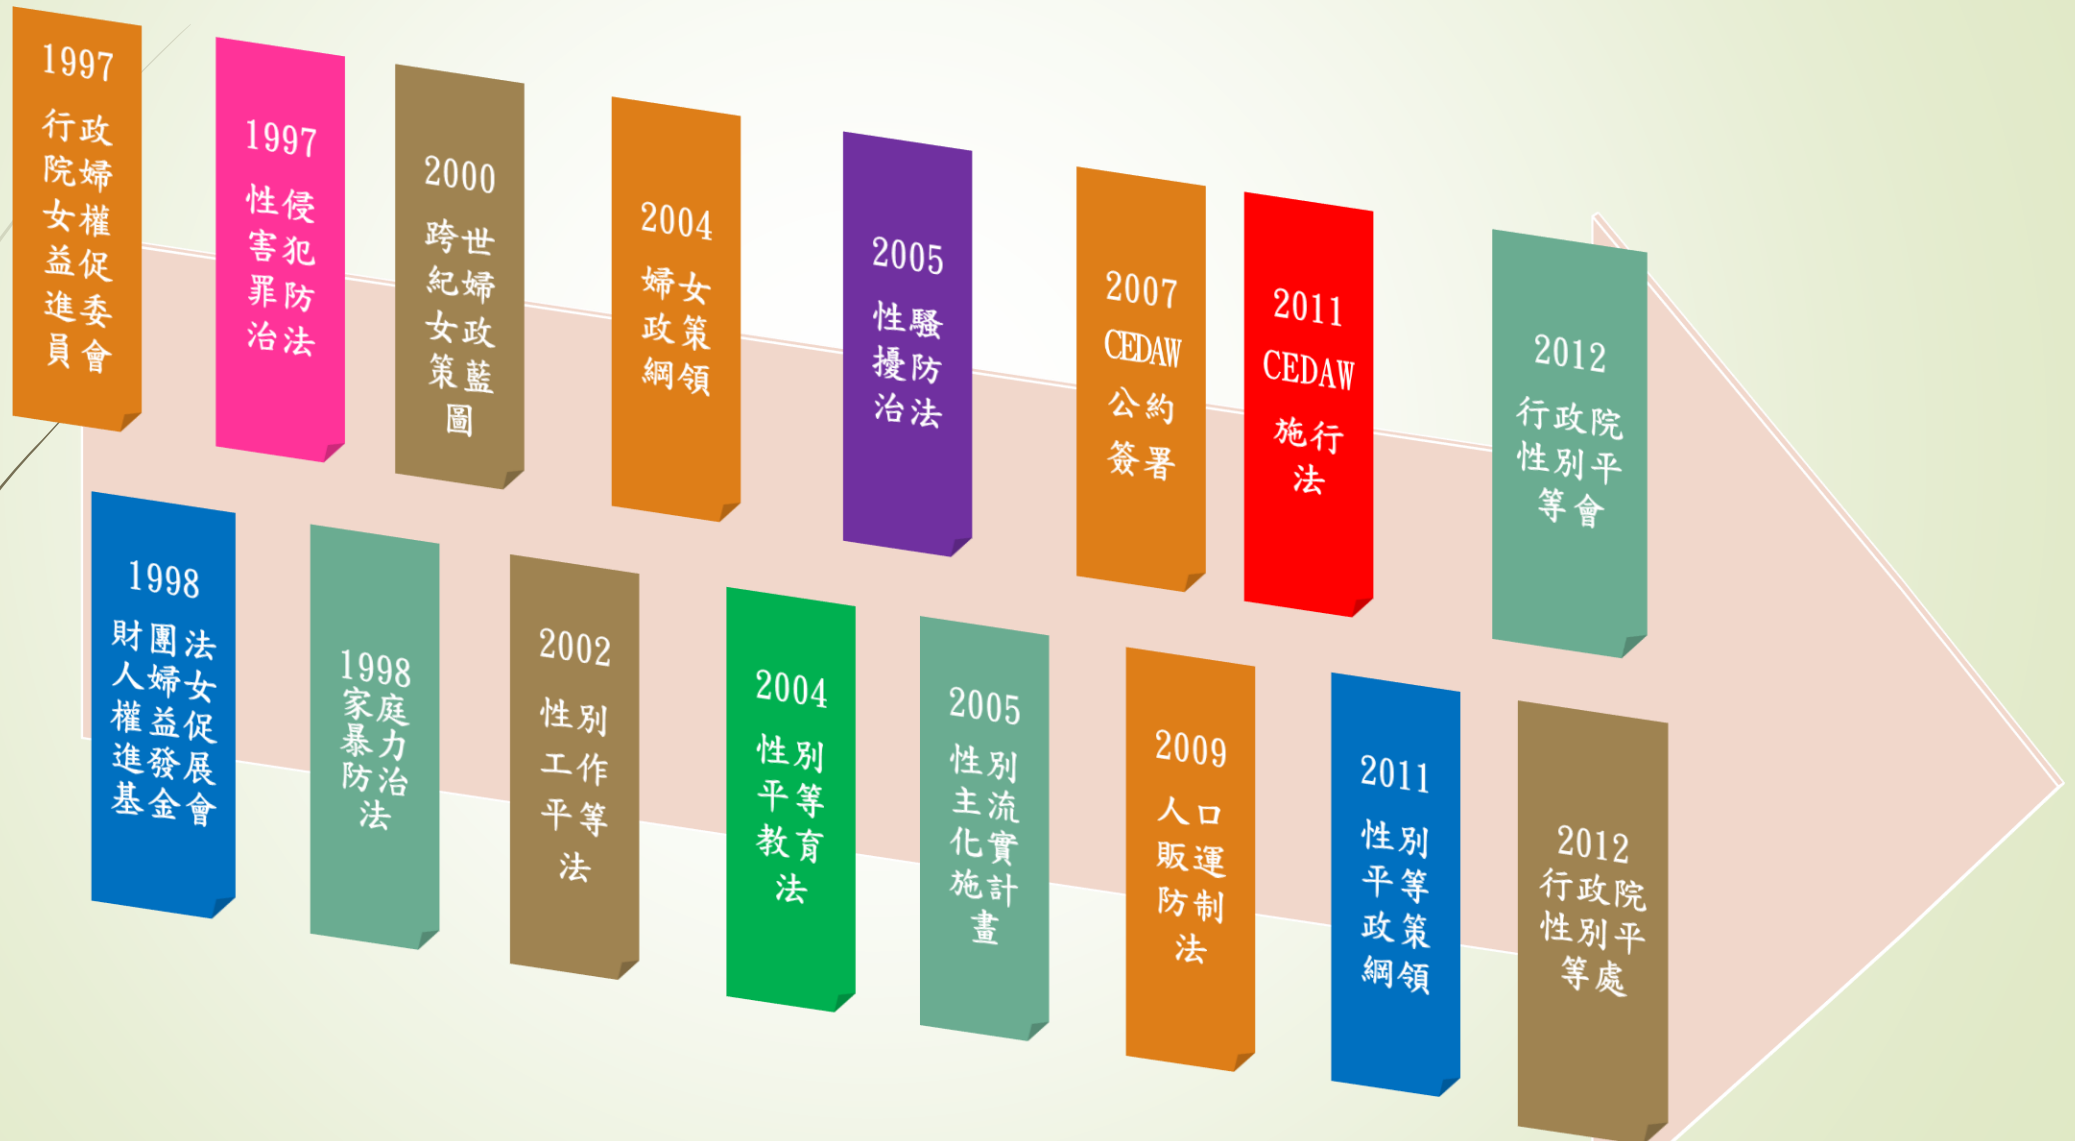 1997
行政
院婦
女權
益促
進委
員會
1997
性侵
害犯
罪防
治法
2000
跨世
紀婦
女政
策藍
圖
2004
婦女
政策
綱領
2005
性騷
擾防
治法
2007
CEDAW
公約
簽署
2011
CEDAW
施行
法
2012
行政院
性別平
等會
1998
財團法
人婦女
權益促
進發展
基金會
1998
家庭
暴力
防治
法
2002
性別
工作
平等
法
2004
性別
平等
教育
法
2005
性別
主流
化實
施計
畫
2009
人口
販運
防制
法
2011
性別
平等
政策
綱領
2012
行政院
性別平
等處